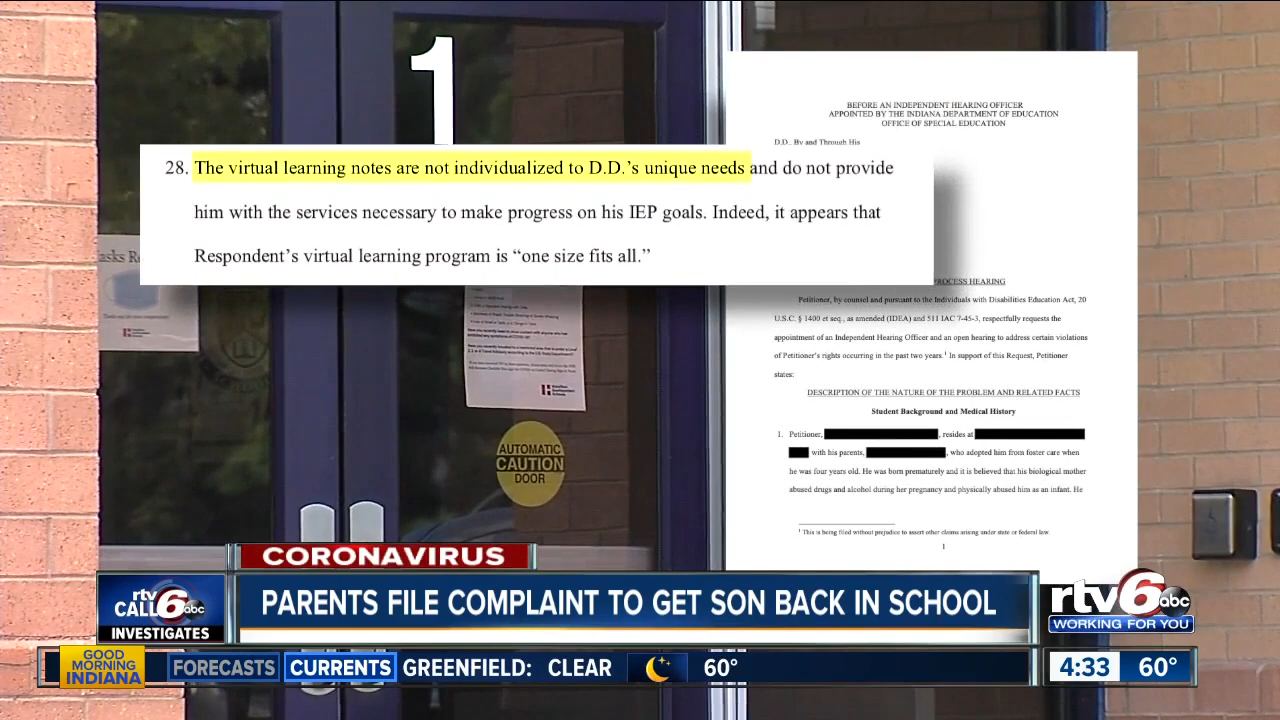 1
BEFORE AN INDEPENDENT HEARING OFFICER
APPOINTED BY THE INDIANA DEPARTMENT OF EDUCATION
OFFICE OF SPECIAL EDUCATION
D.D., By and Through His
28. The virtual learning notes are not individualized to D.D.'s unique needs and do not provide
him with the services necessary to make progress on his IEP goals. Indeed, it appears that
Respondent's virtual learning program is “one size fits all.”
PROCESS HEARING
Petitioner, by counsel and pursuant to the Individuals with Disabilities Education Act, 20
U.S.C. § 1400 et seq., as amended (IDEA) and 511 IAC 7-45-3, respectfully requests the
appointment of an Independent Hearing Officer and an open hearing to address certain violations
of Petitioner's rights occurring in the past two years.1 In support of this Request, Petitioner
states:
DESCRIPTION OF THE NATURE OF THE PROBLEM AND RELATED FACTS
Student Background and Medical History
1. Petitioner, , resides at
with his parents, , who adopted him from foster care when
he was four years old. He was born prematurely and it is believed that his biological mother
abused drugs and alcohol during her pregnancy and physically abused him as an infant. He
1 This is being filed without prejudice to assert other claims arising under state or federal law.
1
AUTOMATIC
CAUTION
DOOR
CORONAVIRUS
rtv6 abc
CALL 6
INVESTIGATES
PARENTS FILE COMPLAINT TO GET SON BACK IN SCHOOL
rtv6 abc
WORKING FOR YOU
GOOD
MORNING
INDIANA
FORECASTS CURRENTS GREENFIELD: CLEAR 60°
4:33 60°